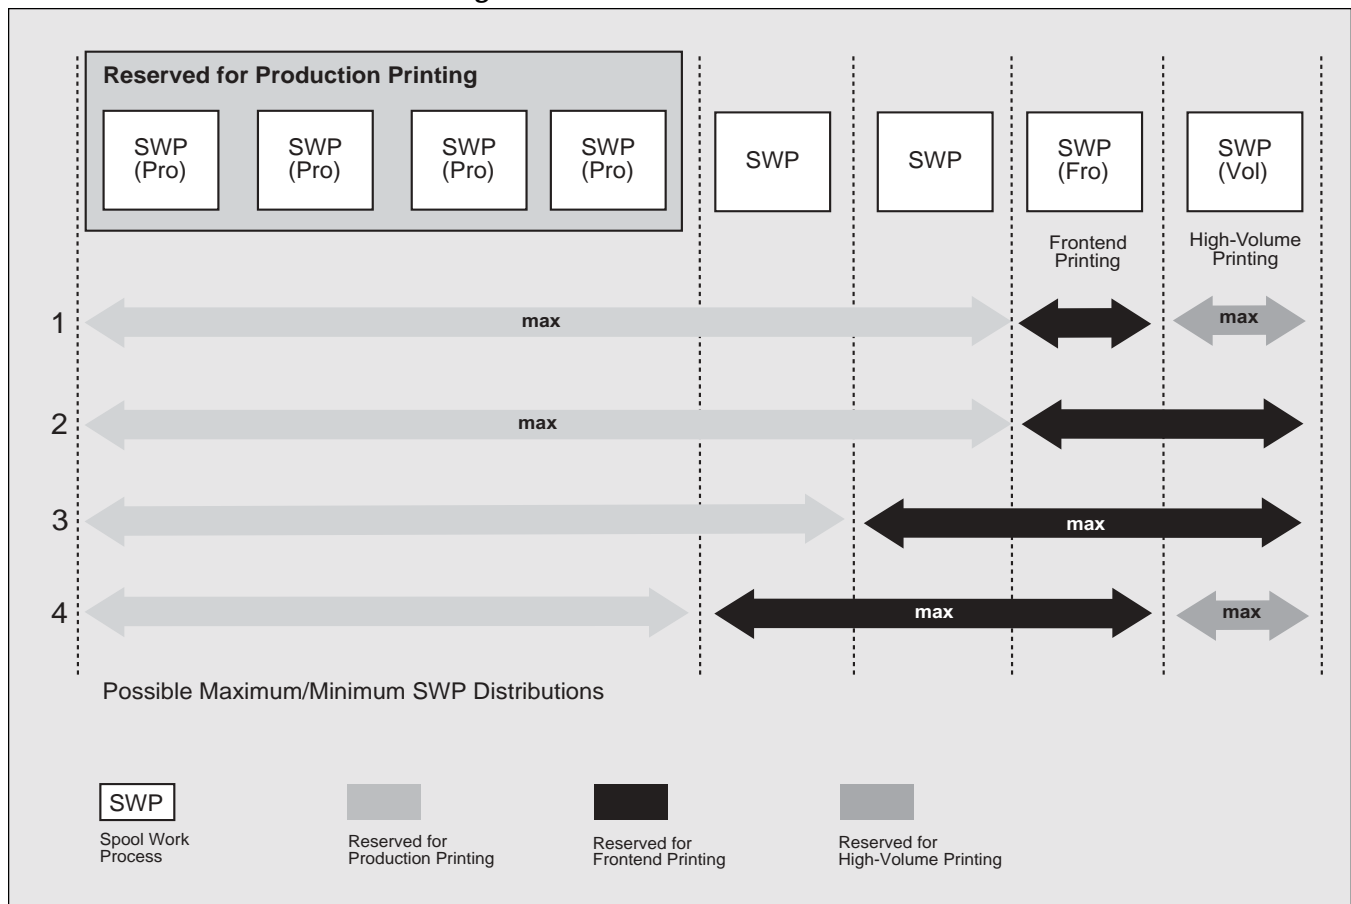 Reserved for Production Printing
SWP
(Pro)
SWP
(Pro)
SWP
(Pro)
SWP
(Pro)
SWP
SWP
SWP
(Fro)
SWP
(Vol)
Frontend
Printing
High-Volume
Printing
1
max
max
2
max
3
max
4
max
max
Possible Maximum/Minimum SWP Distributions
SWP
Spool Work
Process
Reserved for
Production Printing
Reserved for
Frontend Printing
Reserved for
High-Volume Printing